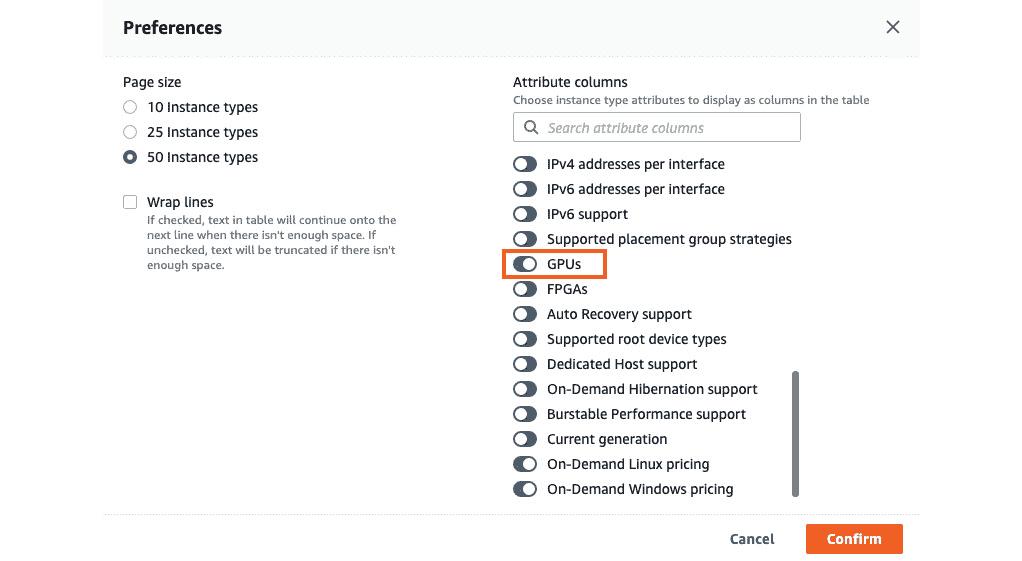 Preferences
Page size
10 Instance types
25 Instance types
50 Instance types
Wrap lines
If checked, text in table will continue onto the
next line when there isn't enough space. If
unchecked, text will be truncated if there isn't
enough space.
Attribute columns
Choose instance type attributes to display as columns in the table
Search attribute columns
IPv4 addresses per interface
IPv6 addresses per interface
IPv6 support
Supported placement group strategies
GPUs
FPGAs
Auto Recovery support
Supported root device types
Dedicated Host support
On-Demand Hibernation support
Burstable Performance support
Current generation
On-Demand Linux pricing
On-Demand Windows pricing
Cancel
Confirm